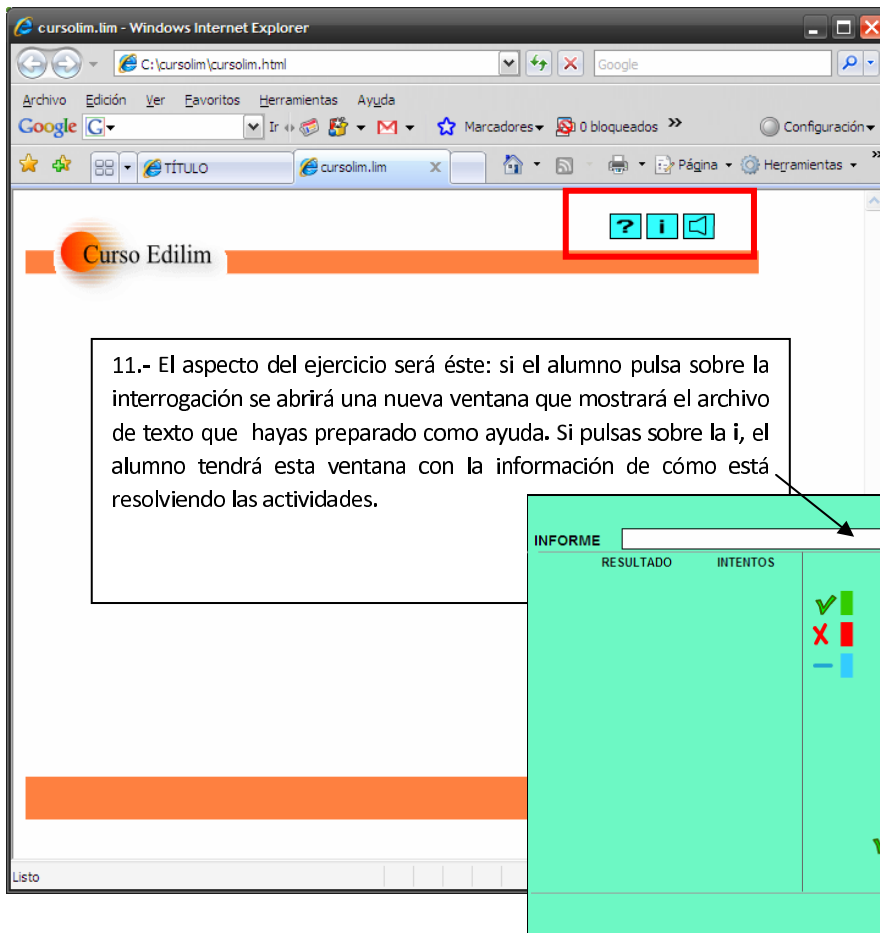 cursolim.lim - Windows Internet Explorer
C:\cursolim\cursolim.html
Google
Archivo Edición Ver Favoritos Herramientas Ayuda
Google G Ir Marcadores 0 bloqueados » Configuración
TÍTULO cursolim.lim x Página Herramientas »
? i
Curso Edilim
11.- El aspecto del ejercicio será éste: si el alumno pulsa sobre la
interrogación se abrirá una nueva ventana que mostrará el archivo
de texto que hayas preparado como ayuda. Si pulsas sobre la i, el
alumno tendrá esta ventana con la información de cómo está
resolviendo las actividades.
INFORME
RESULTADO INTENTOS
Listo